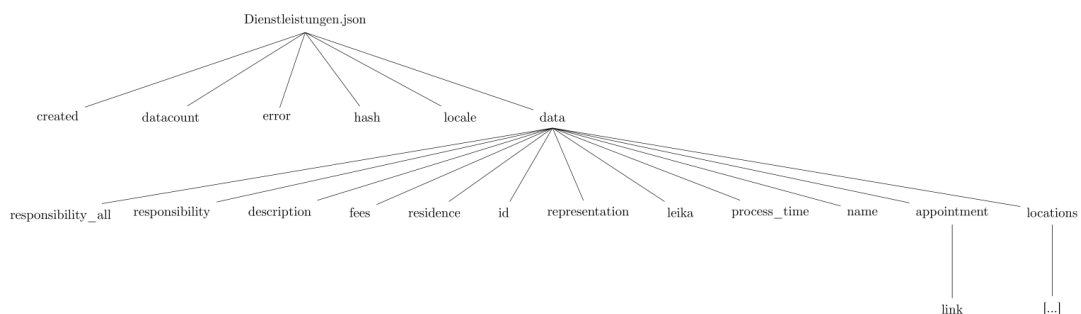 Dienstleistungen.json
created datacount error hash locale data
responsibility_all responsibility description fees residence id representation leika process_time name appointment locations
link [...]